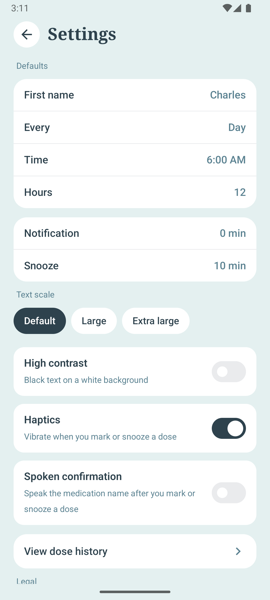 3:11
Settings
Defaults
First name Charles
Every Day
Time 6:00 AM
Hours 12
Notification 0 min
Snooze 10 min
Text scale
Default Large Extra large
High contrast
Black text on a white background
Haptics
Vibrate when you mark or snooze a dose
Spoken confirmation
Speak the medication name after you mark or
snooze a dose
View dose history
Legal